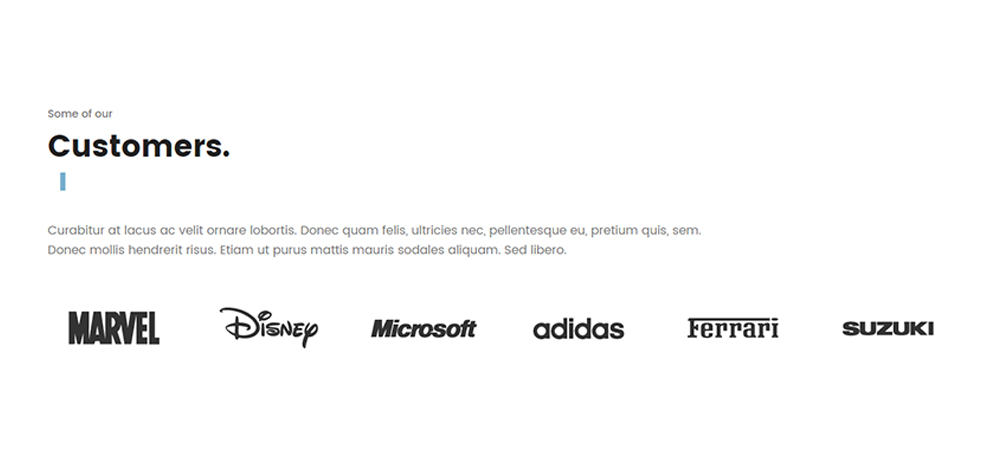 Some of our
Customers.
Curabitur at lacus ac velit ornare lobortis. Donec quam felis, ultricies nec, pellentesque eu, pretium quis, sem.
Donec mollis hendrerit risus. Etiam ut purus mattis mauris sodales aliquam. Sed libero.
MARVEL Disney Microsoft adidas Ferrari SUZUKI